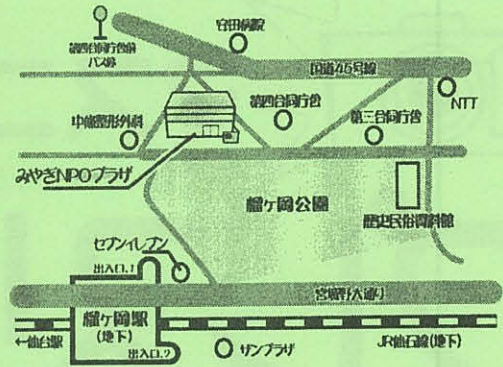 第四合同庁舎前
バス停
安田病院
国道45号線
NTT
中嶋整形外科
第四合同庁舎
第三合同庁舎
みやぎNPOプラザ
榴ヶ岡公園
歴史民俗資料館
セブンイレブン
出入口.1
宮城野大通り
榴ヶ岡駅
(地下)
←仙台駅
出入口.2
サンプラザ
JR仙石線(地下)